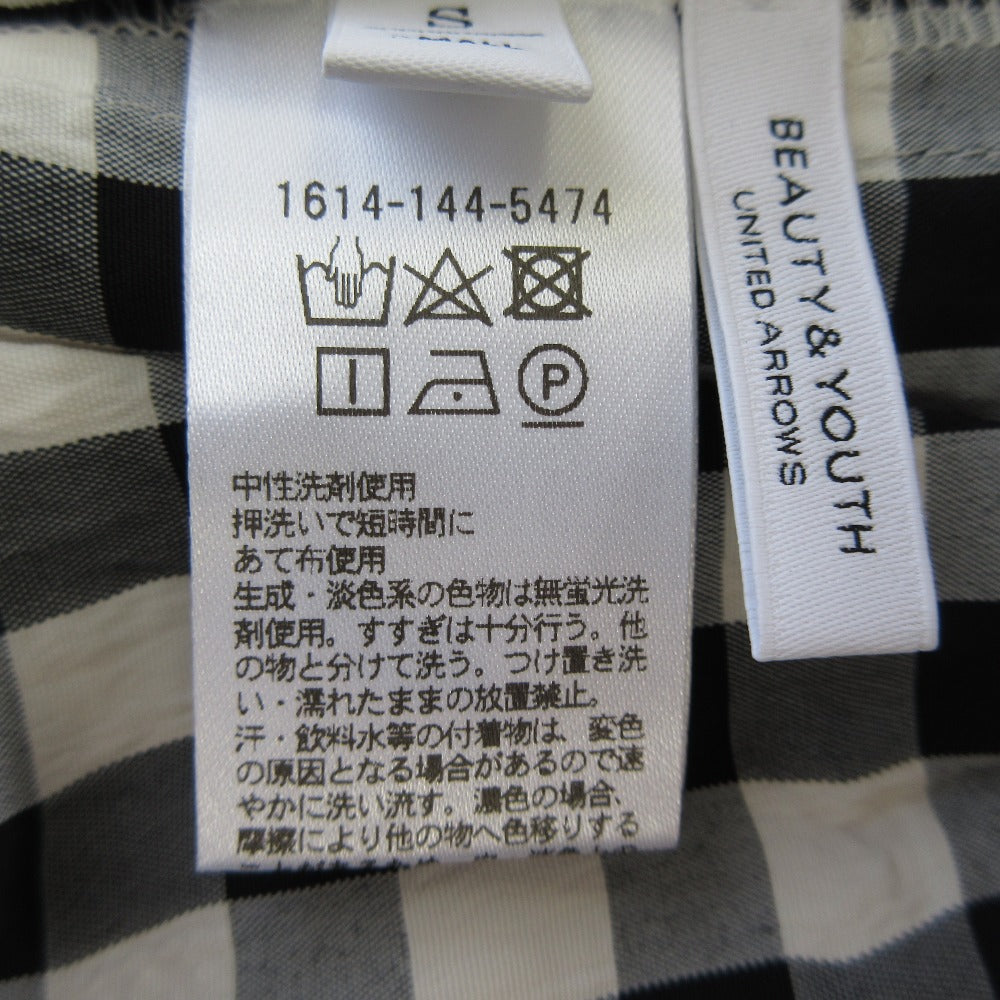 S
SMALL
1614-144-5474
P
中性洗剤使用
押洗いで短時間に
あて布使用
生成・淡色系の色物は無蛍光洗
剤使用。すすぎは十分行う。他
の物と分けて洗う。つけ置き洗
い・濡れたままの放置禁止。
汗・飲料水等の付着物は、変色
の原因となる場合があるので速
やかに洗い流す。濃色の場合、
摩擦により他の物へ色移りする
BEAUTY & YOUTH
UNITED ARROWS